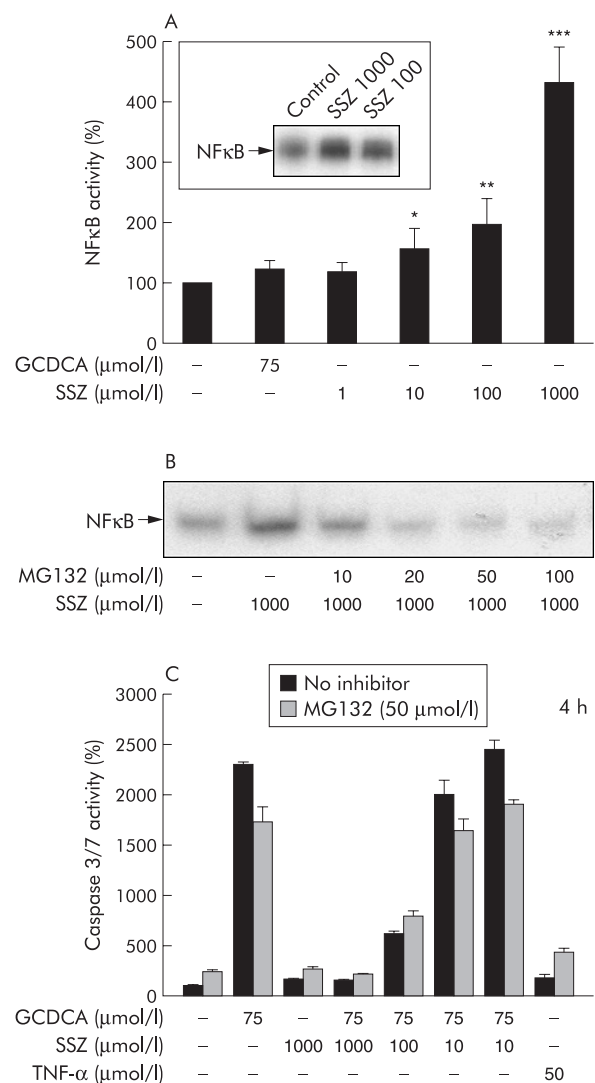 A
500
400
300
200
100
0
NFκB activity (%)
Control
SSZ 1000
SSZ 100
NFκB
*
**
***
GCDCA (μmol/l) – 75 – – – –
SSZ (μmol/l) – – 1 10 100 1000
B
NFκB
MG132 (μmol/l) – – 10 20 50 100
SSZ (μmol/l) – 1000 1000 1000 1000 1000
C
No inhibitor
MG132 (50 μmol/l)
4 h
3000
2500
2000
1500
1000
500
0
Caspase 3/7 activity (%)
GCDCA (μmol/l) – 75 – 75 75 75 75 –
SSZ (μmol/l) – – 1000 1000 100 10 10 –
TNF-α (μmol/l) – – – – – – – 50